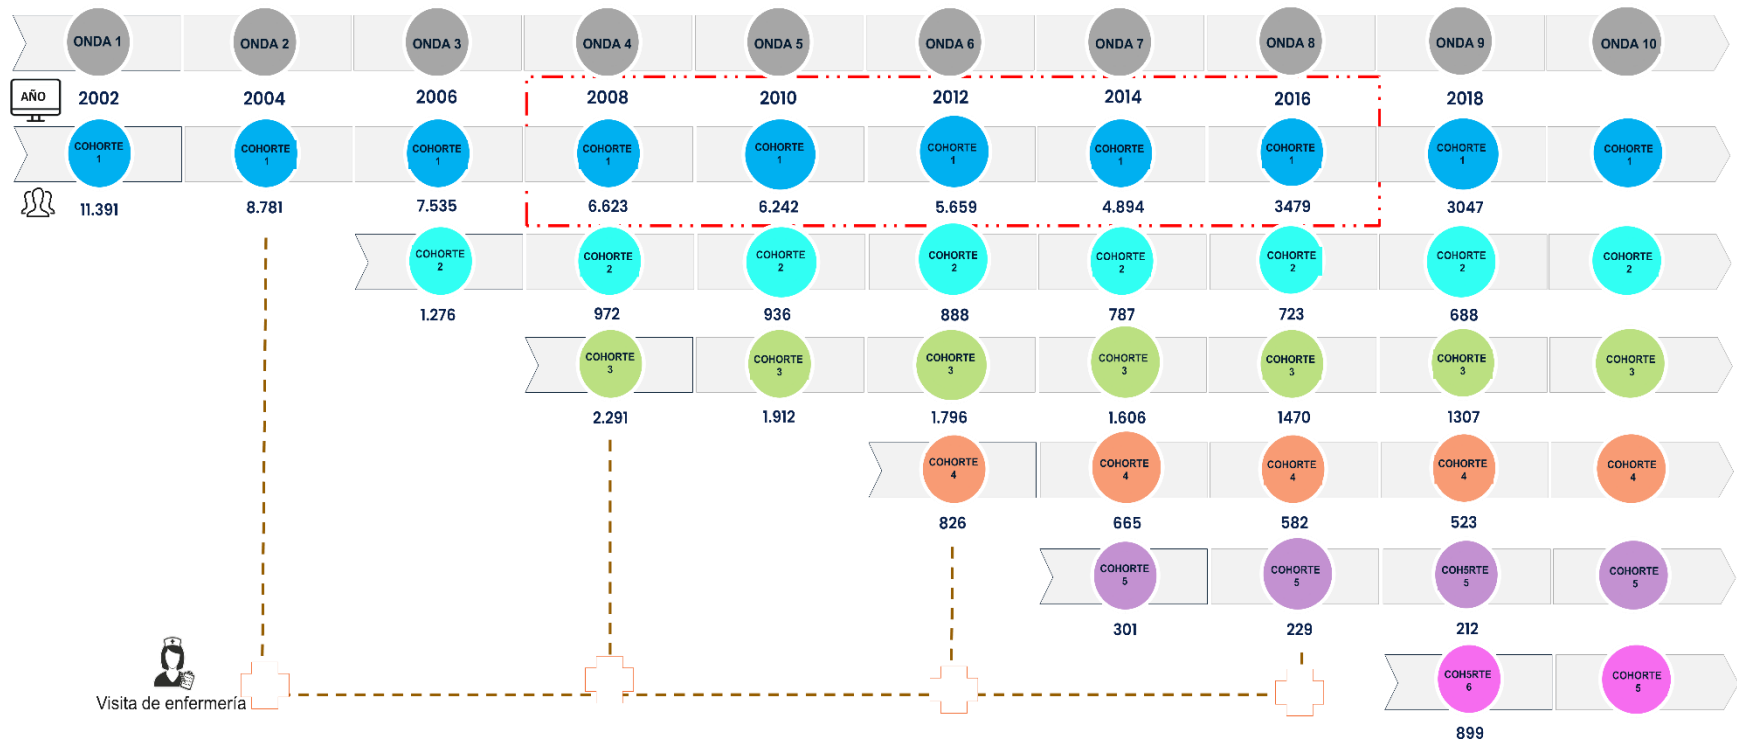 ONDA 1 ONDA 2 ONDA 3 ONDA 4 ONDA 5 ONDA 6 ONDA 7 ONDA 8 ONDA 9 ONDA 10
AÑO 2002 2004 2006 2008 2010 2012 2014 2016 2018
COHORTE COHORTE COHORTE COHORTE COHORTE COHORTE COHORTE COHORTE COHORTE COHORTE
1 1 1 1 1 1 1 1 1 1
11.391 8.781 7.535 6.623 6.242 5.659 4.894 3479 3047
COHORTE COHORTE COHORTE COHORTE COHORTE COHORTE COHORTE COHORTE
2 2 2 2 2 2 2 2
1.276 972 936 888 787 723 688
COHORTE COHORTE COHORTE COHORTE COHORTE COHORTE COHORTE
3 3 3 3 3 3 3
2.291 1.912 1.796 1.606 1470 1307
COHORTE COHORTE COHORTE COHORTE COHORTE
4 4 4 4 4
826 665 582 523
COHORTE COHORTE COH5RTE COHORTE
5 5 5 5
301 229 212
COH5RTE COHORTE
6 5
Visita de enfermería
899